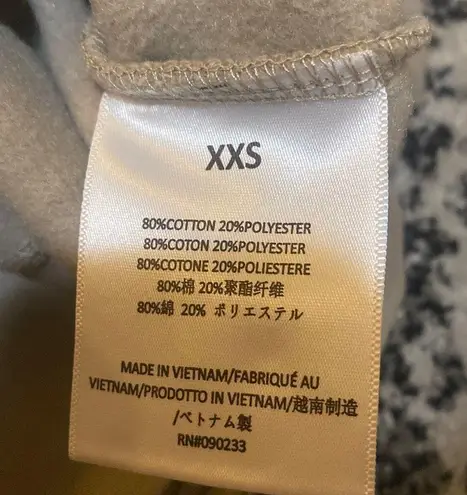 XXS
80%COTTON 20%POLYESTER
80%COTON 20%POLYESTER
80%COTONE 20%POLIESTERE
80%棉 20%聚酯纤维
80%綿 20% ポリエステル
MADE IN VIETNAM/FABRIQUÉ AU
VIETNAM/PRODOTTO IN VIETNAM/越南制造
/ベトナム製
RN#090233